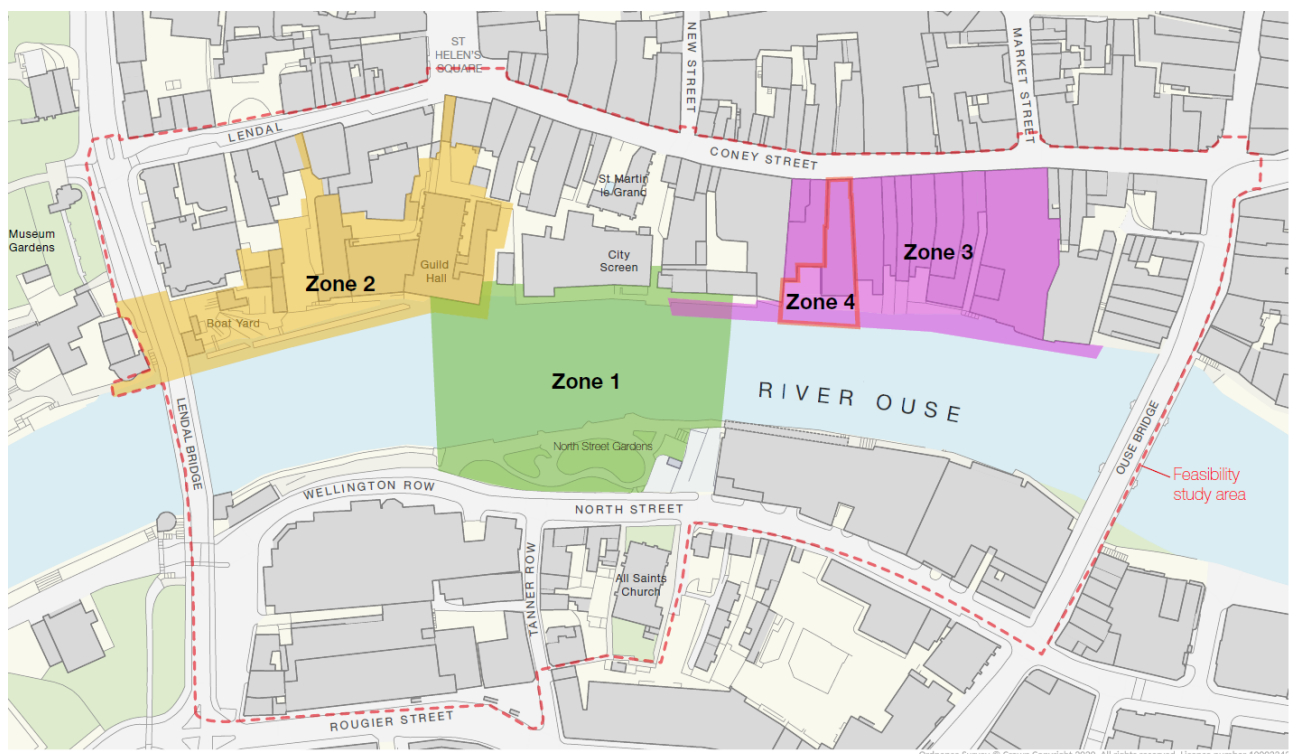 ST
HELEN'S
SQUARE
NEW STREET
MARKET STREET
LENDAL
CONEY STREET
St Martin
le Grand
Museum
Gardens
Guild
Hall
City
Screen
Zone 2
Zone 3
Zone 4
Boat Yard
Zone 1
RIVER OUSE
LENDAL BRIDGE
OUSE BRIDGE
North Street Gardens
Feasibility
study area
WELLINGTON ROW
NORTH STREET
TANNER ROW
All Saints
Church
ROUGIER STREET